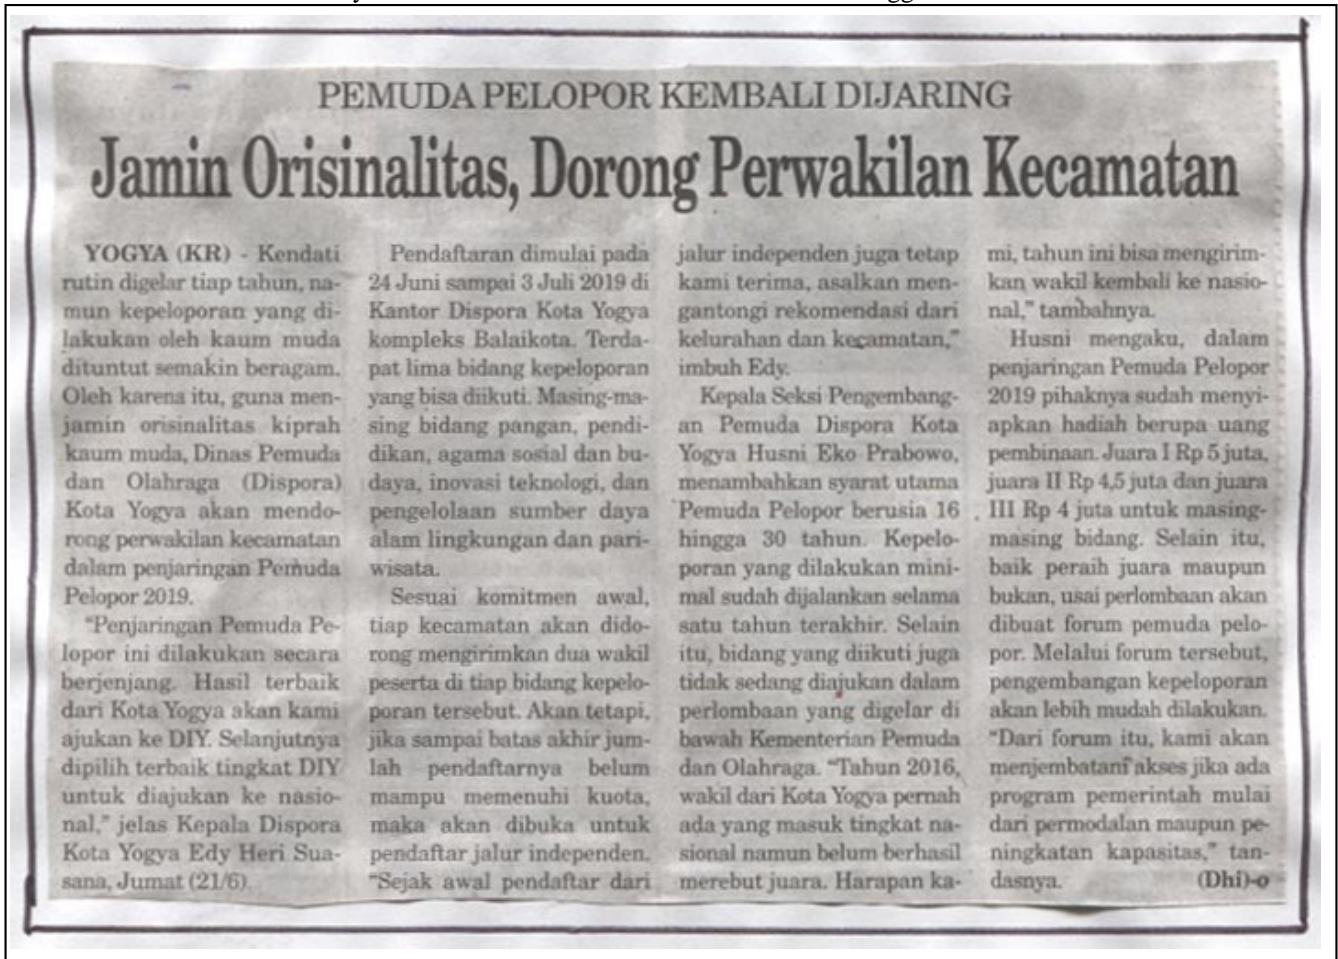 PEMUDA PELOPOR KEMBALI DIJARING
Jamin Orisinalitas, Dorong Perwakilan Kecamatan
YOGYA (KR) - Kendati
rutin digelar tiap tahun, na-
mun kepeloporan yang di-
lakukan oleh kaum muda
dituntut semakin beragam.
Oleh karena itu, guna men-
jamin orisinalitas kiprah
kaum muda, Dinas Pemuda
dan Olahraga (Dispora)
Kota Yogya akan mendo-
rong perwakilan kecamatan
dalam penjaringan Pemuda
Pelopor 2019.
"Penjaringan Pemuda Pe-
lopor ini dilakukan secara
berjenjang. Hasil terbaik
dari Kota Yogya akan kami
ajukan ke DIY. Selanjutnya
dipilih terbaik tingkat DIY
untuk diajukan ke nasio-
nal," jelas Kepala Dispora
Kota Yogya Edy Heri Sua-
sana, Jumat (21/6).
Pendaftaran dimulai pada
24 Juni sampai 3 Juli 2019 di
Kantor Dispora Kota Yogya
kompleks Balaikota. Terda-
pat lima bidang kepeloporan
yang bisa diikuti. Masing-ma-
sing bidang pangan, pendi-
dikan, agama sosial dan bu-
daya, inovasi teknologi, dan
pengelolaan sumber daya
alam lingkungan dan pari-
wisata.
Sesuai komitmen awal,
tiap kecamatan akan dido-
rong mengirimkan dua wakil
peserta di tiap bidang kepelo-
poran tersebut. Akan tetapi,
jika sampai batas akhir jum-
lah pendaftarnya belum
mampu memenuhi kuota,
maka akan dibuka untuk
pendaftar jalur independen.
"Sejak awal pendaftar dari
jalur independen juga tetap
kami terima, asalkan men-
gantongi rekomendasi dari
kelurahan dan kecamatan,"
imbuh Edy.
Kepala Seksi Pengembang-
an Pemuda Dispora Kota
Yogya Husni Eko Prabowo,
menambahkan syarat utama
Pemuda Pelopor berusia 16
hingga 30 tahun. Kepelo-
poran yang dilakukan mini-
mal sudah dijalankan selama
satu tahun terakhir. Selain
itu, bidang yang diikuti juga
tidak sedang diajukan dalam
perlombaan yang digelar di
bawah Kementerian Pemuda
dan Olahraga. "Tahun 2016,
wakil dari Kota Yogya pernah
ada yang masuk tingkat na-
sional namun belum berhasil
merebut juara. Harapan ka-
mi, tahun ini bisa mengirim-
kan wakil kembali ke nasio-
nal," tambahnya.
Husni mengaku, dalam
penjaringan Pemuda Pelopor
2019 pihaknya sudah menyi-
apkan hadiah berupa uang
pembinaan. Juara I Rp 5 juta,
juara II Rp 4,5 juta dan juara
III Rp 4 juta untuk masing-
masing bidang. Selain itu,
baik peraih juara maupun
bukan, usai perlombaan akan
dibuat forum pemuda pelo-
por. Melalui forum tersebut,
pengembangan kepeloporan
akan lebih mudah dilakukan.
"Dari forum itu, kami akan
menjembatani akses jika ada
program pemerintah mulai
dari permodalan maupun pe-
ningkatan kapasitas," tan-
dasnya. (Dhi)-o